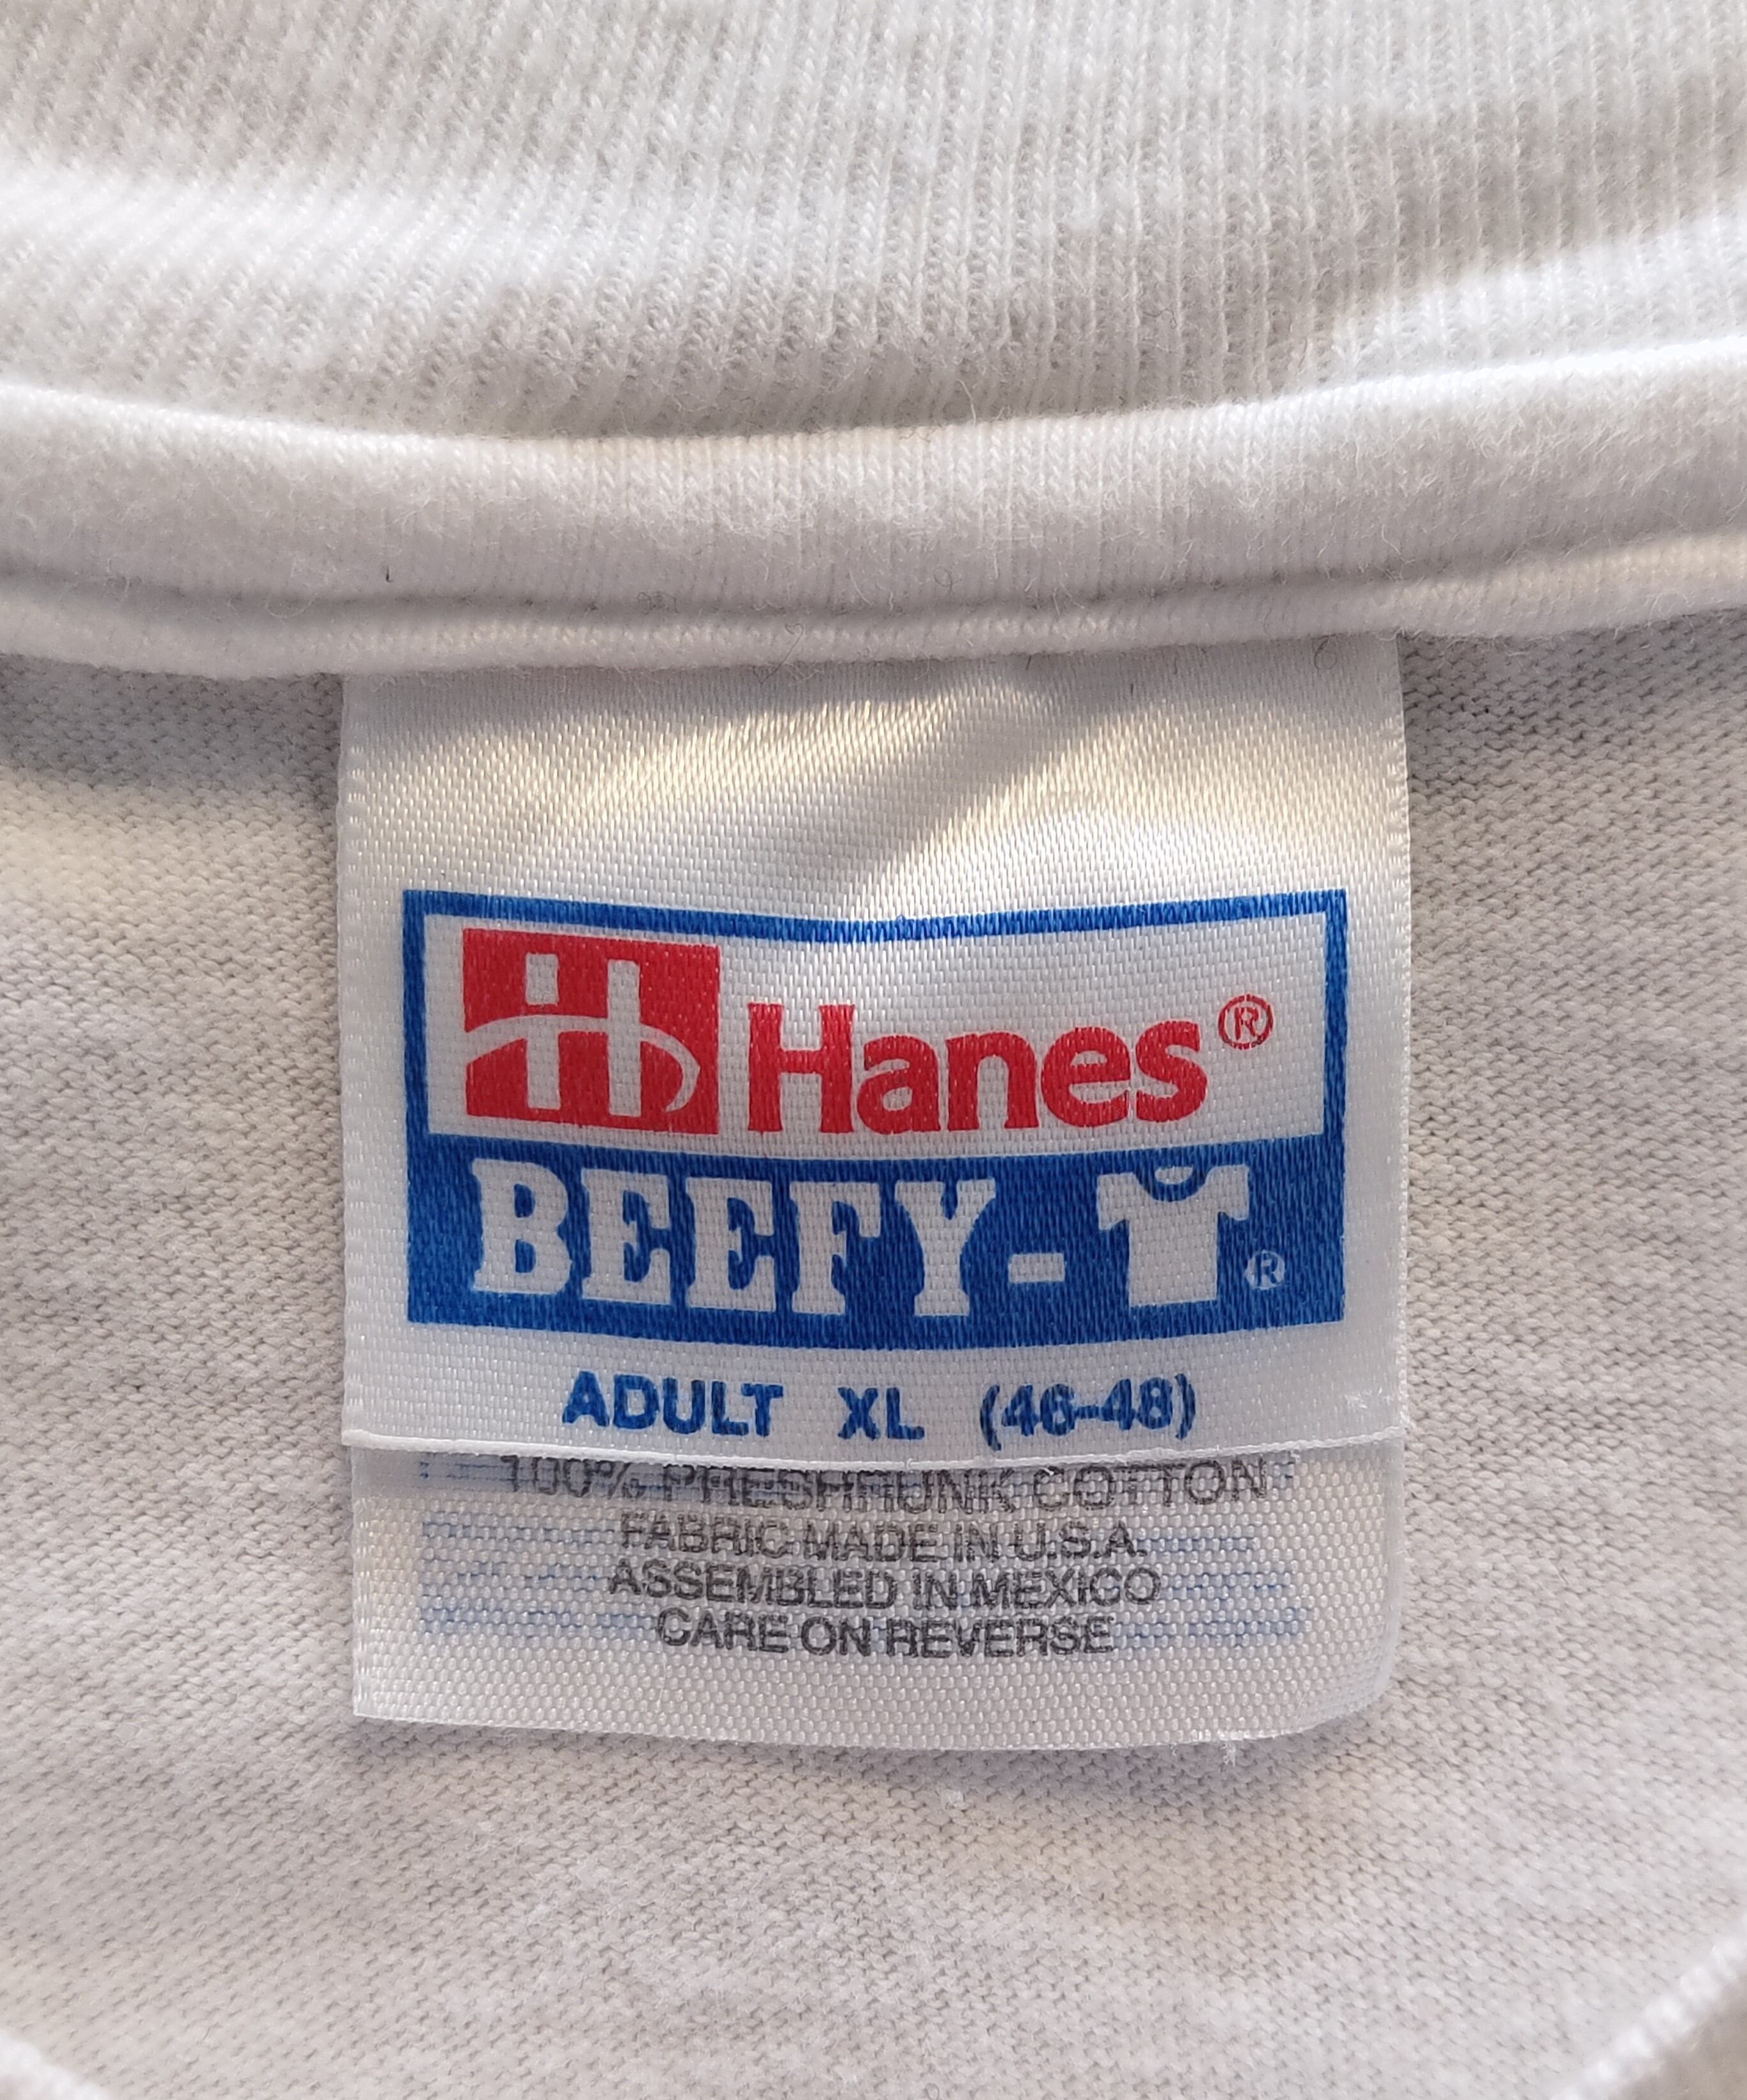 H Hanes®
BEEFY-T®
ADULT XL (46-48)
100% PRESHRUNK COTTON
FABRIC MADE IN U.S.A.
ASSEMBLED IN MEXICO
CARE ON REVERSE